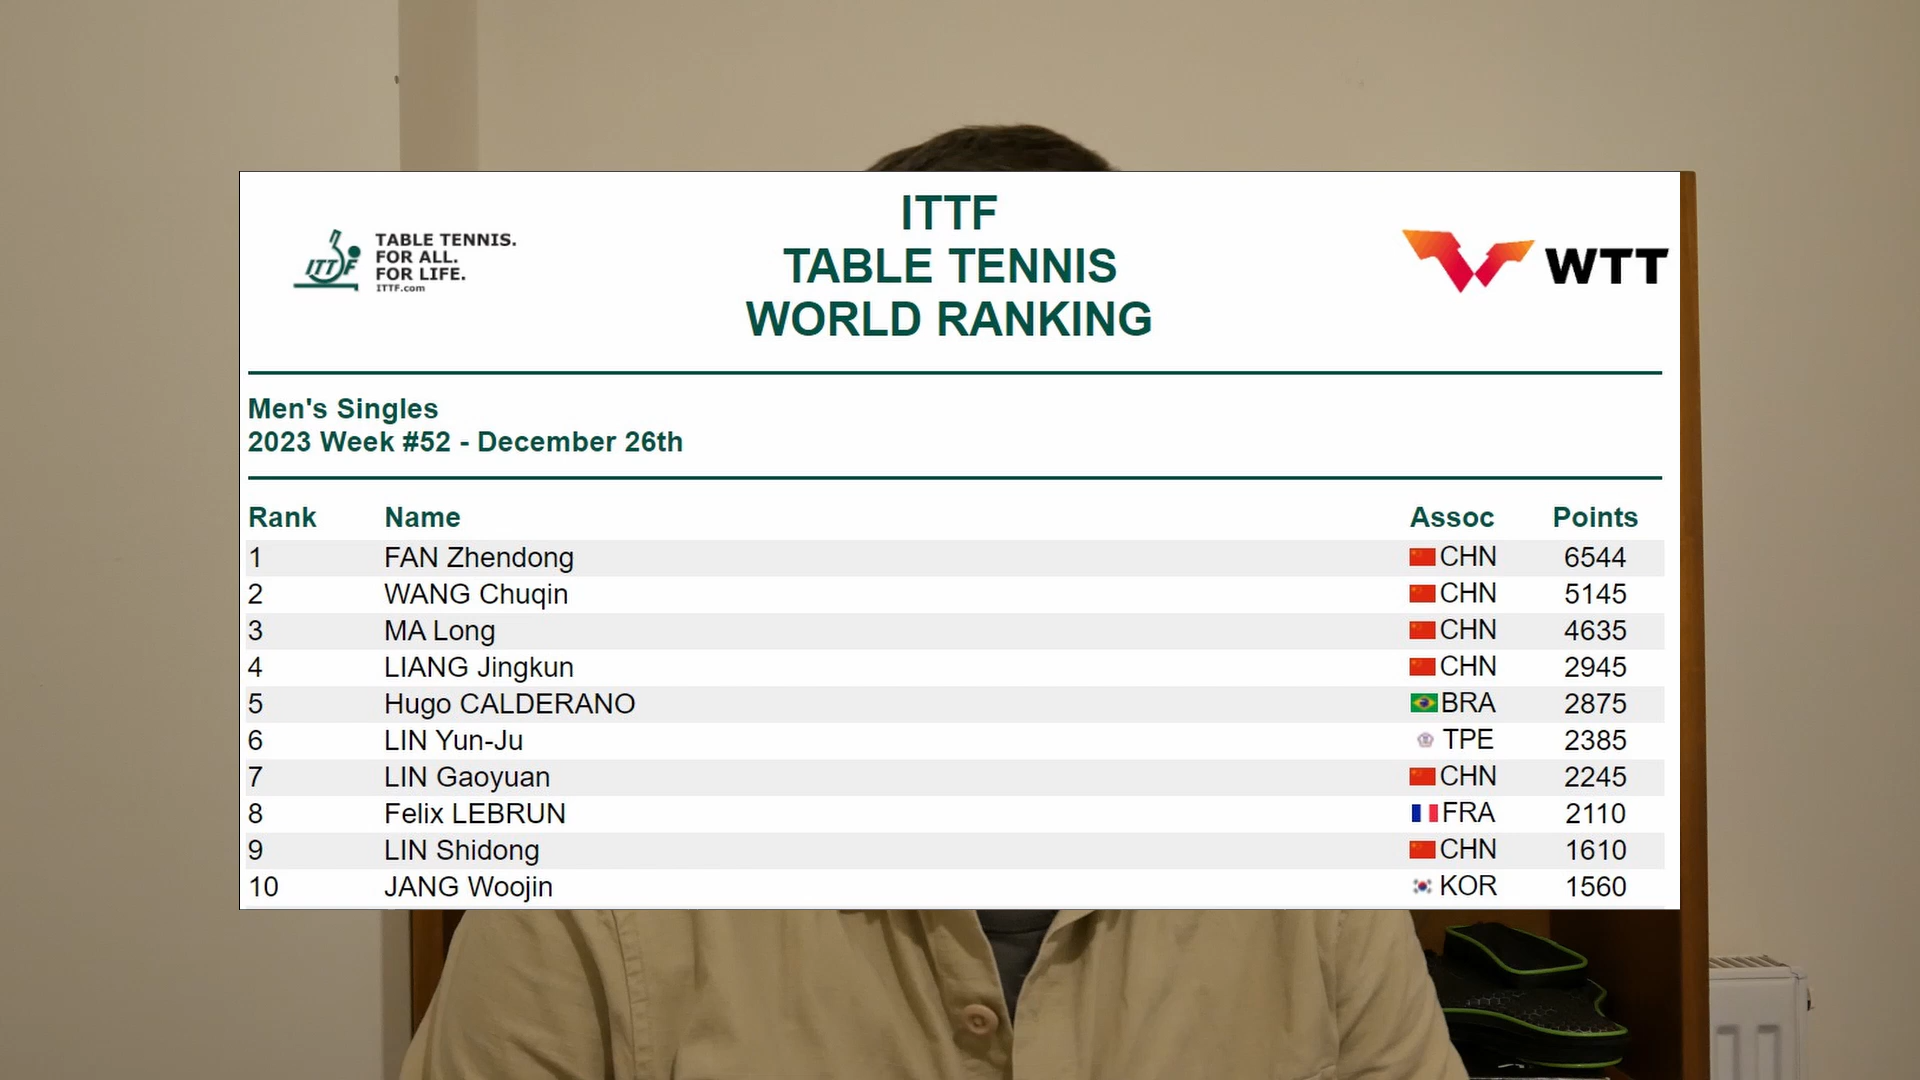 ITTF
TABLE TENNIS
WORLD RANKING
ITTF
TABLE TENNIS.
FOR ALL.
FOR LIFE.
ITTF.com
WTT
Men's Singles
2023 Week #52 - December 26th
Rank Name Assoc Points
1 FAN Zhendong CHN 6544
2 WANG Chuqin CHN 5145
3 MA Long CHN 4635
4 LIANG Jingkun CHN 2945
5 Hugo CALDERANO BRA 2875
6 LIN Yun-Ju TPE 2385
7 LIN Gaoyuan CHN 2245
8 Felix LEBRUN FRA 2110
9 LIN Shidong CHN 1610
10 JANG Woojin KOR 1560